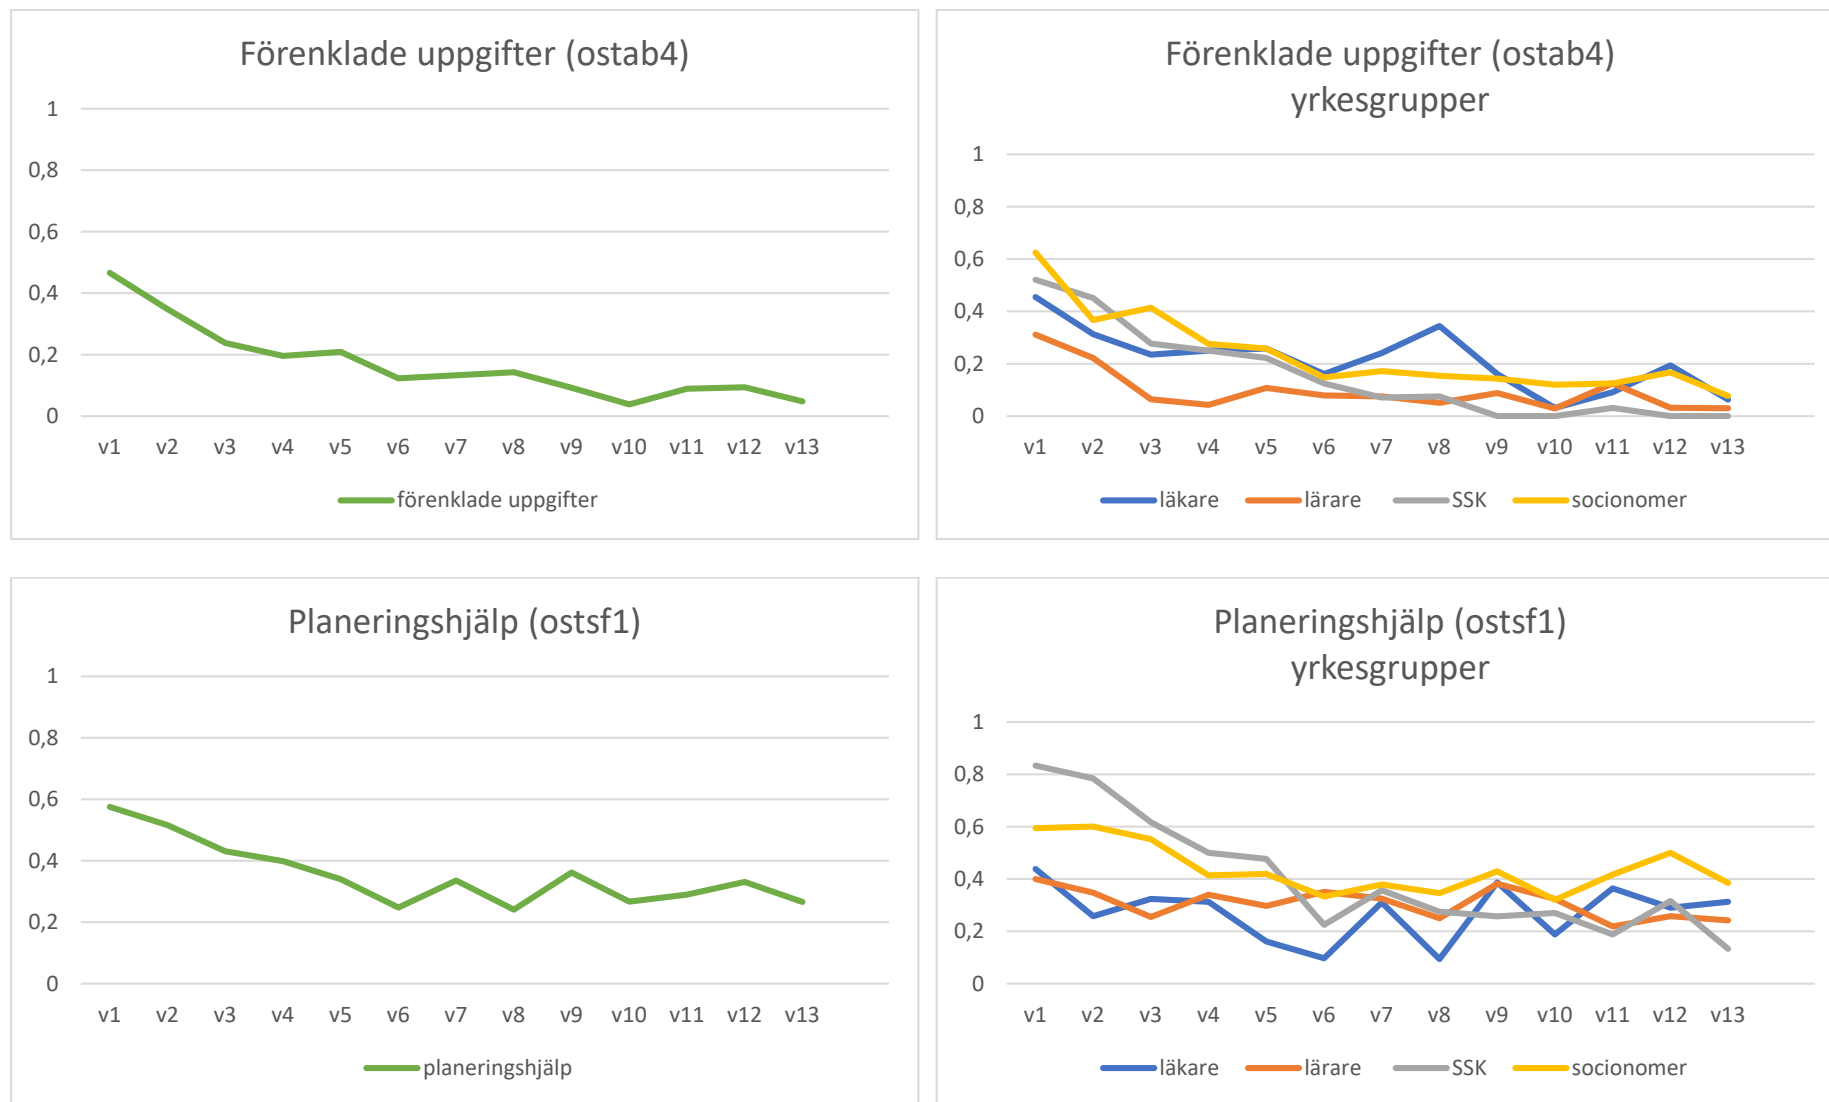 Förenklade uppgifter (ostab4)
1
0,8
0,6
0,4
0,2
0
v1 v2 v3 v4 v5 v6 v7 v8 v9 v10 v11 v12 v13
förenklade uppgifter
Förenklade uppgifter (ostab4)
yrkesgrupper
1
0,8
0,6
0,4
0,2
0
v1 v2 v3 v4 v5 v6 v7 v8 v9 v10 v11 v12 v13
läkare lärare SSK socionomer
Planeringshjälp (ostsf1)
1
0,8
0,6
0,4
0,2
0
v1 v2 v3 v4 v5 v6 v7 v8 v9 v10 v11 v12 v13
planeringshjälp
Planeringshjälp (ostsf1)
yrkesgrupper
1
0,8
0,6
0,4
0,2
0
v1 v2 v3 v4 v5 v6 v7 v8 v9 v10 v11 v12 v13
läkare lärare SSK socionomer